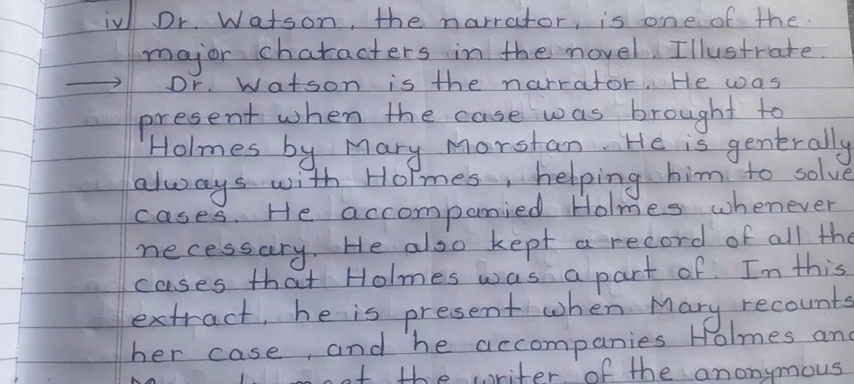 iv) Dr. Watson, the narrator, is one of the
major characters in the novel. Illustrate.
→ Dr. Watson is the narrator. He was
present when the case was brought to
Holmes by Mary Morstan. He is generally
always with Holmes, helping him to solve
cases. He accompanied Holmes whenever
necessary. He also kept a record of all the
cases that Holmes was a part of. In this
extract, he is present when Mary recounts
her case, and he accompanies Holmes and
the writer of the anonymous